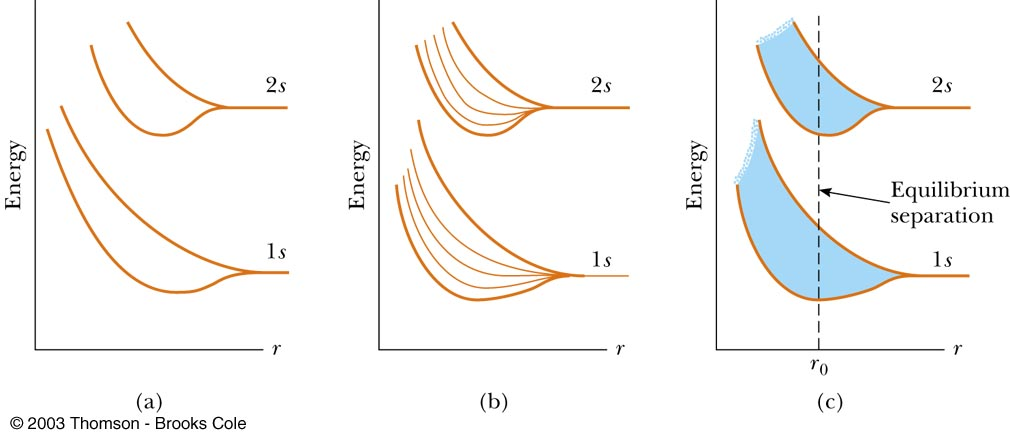 Energy
2s
1s
r
(a)
Energy
2s
1s
r
(b)
Energy
2s
Equilibrium
separation
1s
r
r0
(c)
© 2003 Thomson - Brooks Cole